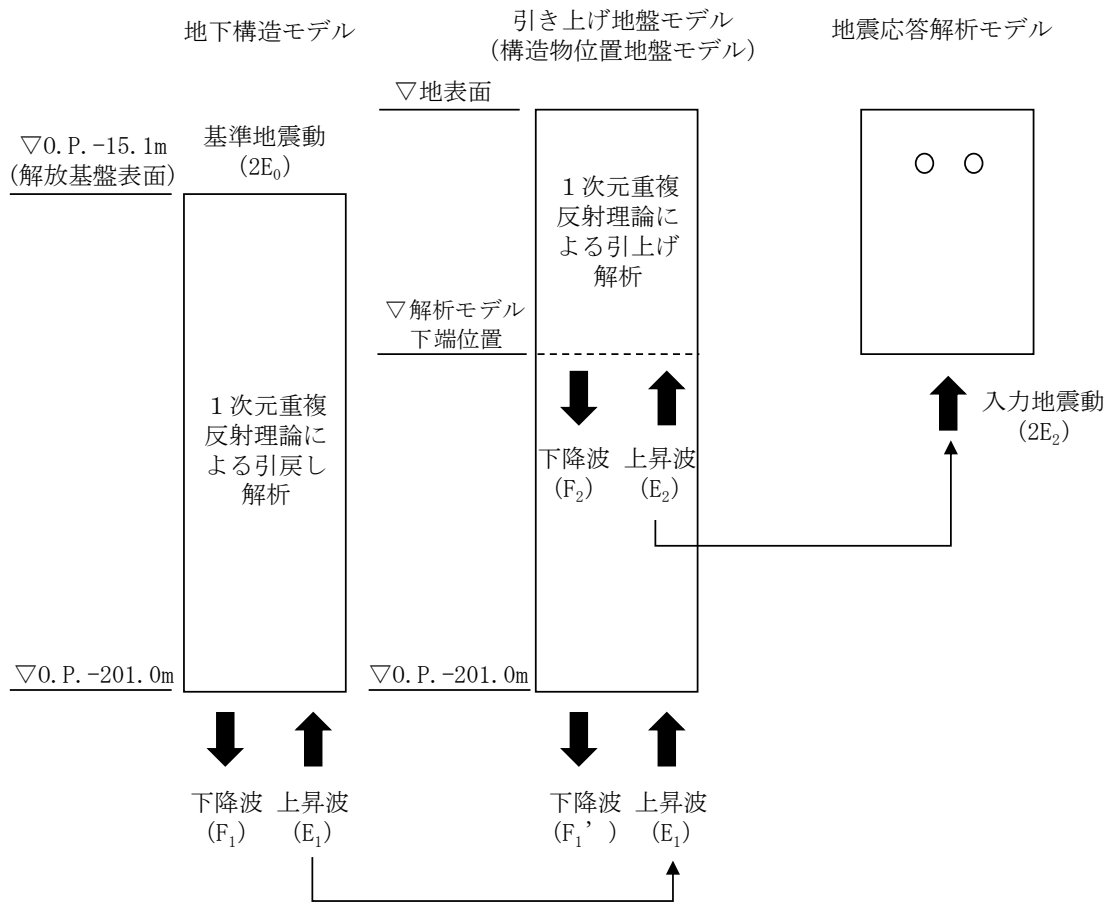 地下構造モデル
▽O.P.-15.1m
(解放基盤表面)
基準地震動
(2E₀)
1次元重複
反射理論に
よる引戻し
解析
▽O.P.-201.0m
下降波
(F₁)
上昇波
(E₁)
引き上げ地盤モデル
(構造物位置地盤モデル)
▽地表面
1次元重複
反射理論に
よる引上げ
解析
▽解析モデル
下端位置
下降波
(F₂)
上昇波
(E₂)
▽O.P.-201.0m
下降波
(F₁’)
上昇波
(E₁)
地震応答解析モデル
入力地震動
(2E₂)